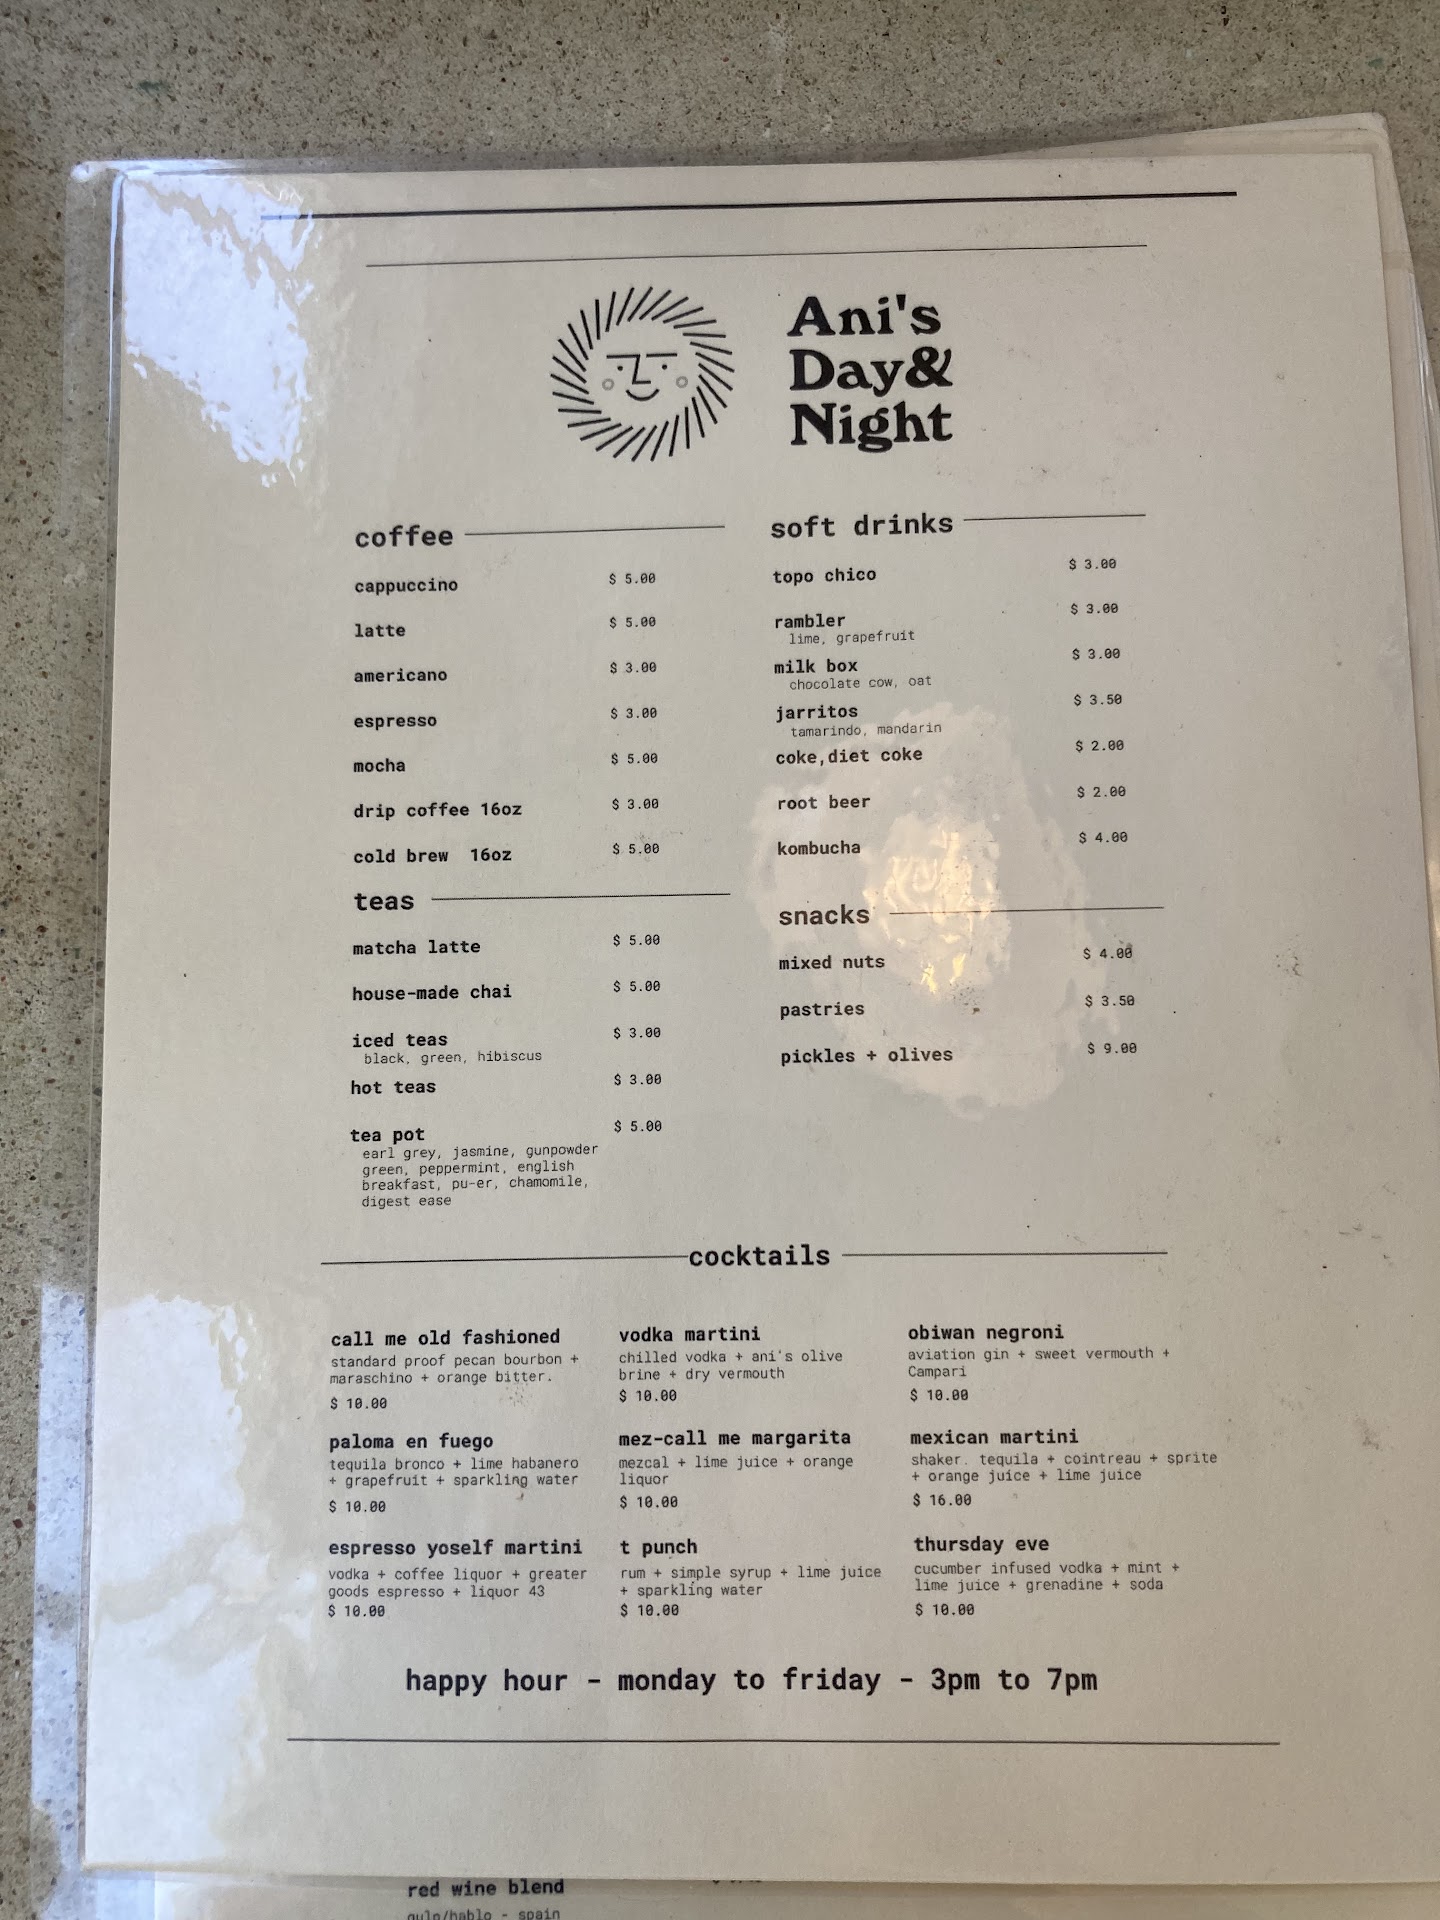 Ani's
Day&
Night
coffee
cappuccino $ 5.00
latte $ 5.00
americano $ 3.00
espresso $ 3.00
mocha $ 5.00
drip coffee 16oz $ 3.00
cold brew 16oz $ 5.00
teas
matcha latte $ 5.00
house-made chai $ 5.00
iced teas $ 3.00
black, green, hibiscus
hot teas $ 3.00
tea pot $ 5.00
earl grey, jasmine, gunpowder
green, peppermint, english
breakfast, pu-er, chamomile,
digest ease
soft drinks
topo chico $ 3.00
rambler $ 3.00
lime, grapefruit
milk box $ 3.00
chocolate cow, oat
jarritos $ 3.50
tamarindo, mandarin
coke,diet coke $ 2.00
root beer $ 2.00
kombucha $ 4.00
snacks
mixed nuts $ 4.00
pastries $ 3.50
pickles + olives $ 9.00
cocktails
call me old fashioned
standard proof pecan bourbon +
maraschino + orange bitter.
$ 10.00
vodka martini
chilled vodka + ani's olive
brine + dry vermouth
$ 10.00
obiwan negroni
aviation gin + sweet vermouth +
Campari
$ 10.00
paloma en fuego
tequila bronco + lime habanero
+ grapefruit + sparkling water
$ 10.00
mez-call me margarita
mezcal + lime juice + orange
liquor
$ 10.00
mexican martini
shaker. tequila + cointreau + sprite
+ orange juice + lime juice
$ 16.00
espresso yoself martini
vodka + coffee liquor + greater
goods espresso + liquor 43
$ 10.00
t punch
rum + simple syrup + lime juice
+ sparkling water
$ 10.00
thursday eve
cucumber infused vodka + mint +
lime juice + grenadine + soda
$ 10.00
happy hour - monday to friday - 3pm to 7pm
red wine blend
gulp/hablo - spain